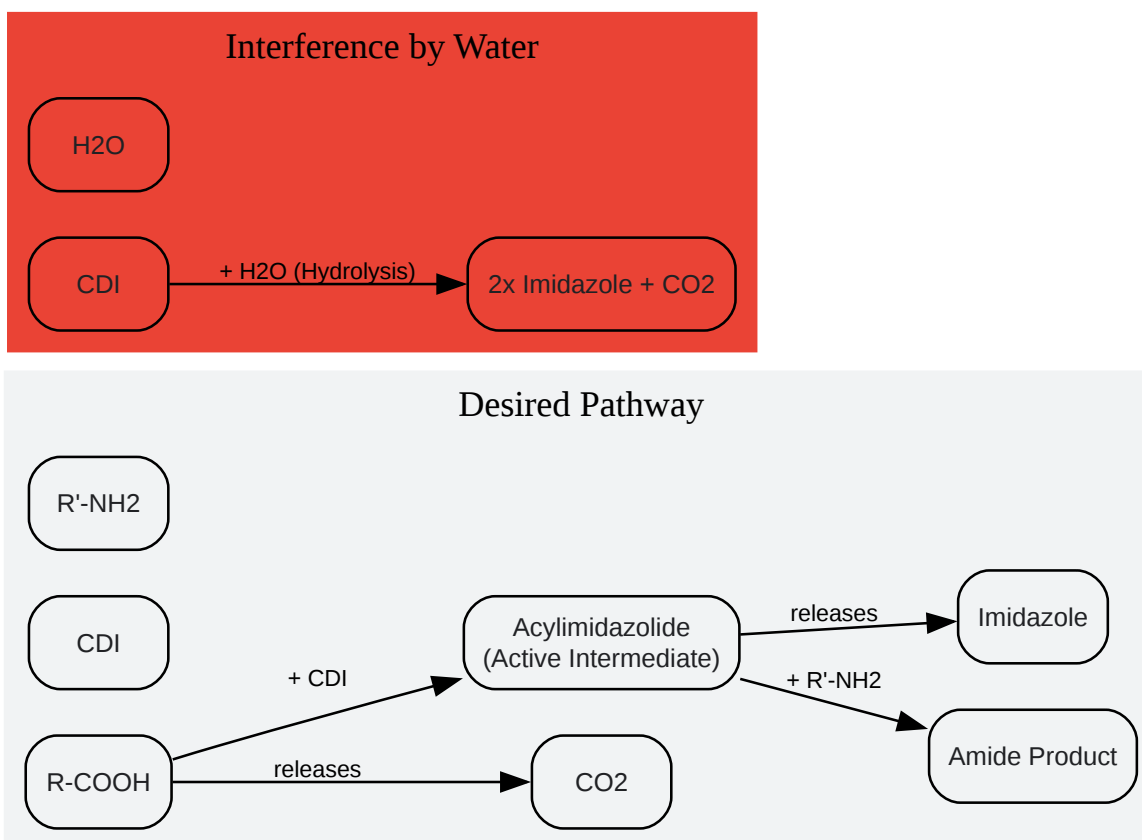 Interference by Water
H2O
CDI
+ H2O (Hydrolysis)
2x Imidazole + CO2
Desired Pathway
R'-NH2
CDI
R-COOH
+ CDI
releases
Acylimidazolide
(Active Intermediate)
CO2
releases
+ R'-NH2
Imidazole
Amide Product